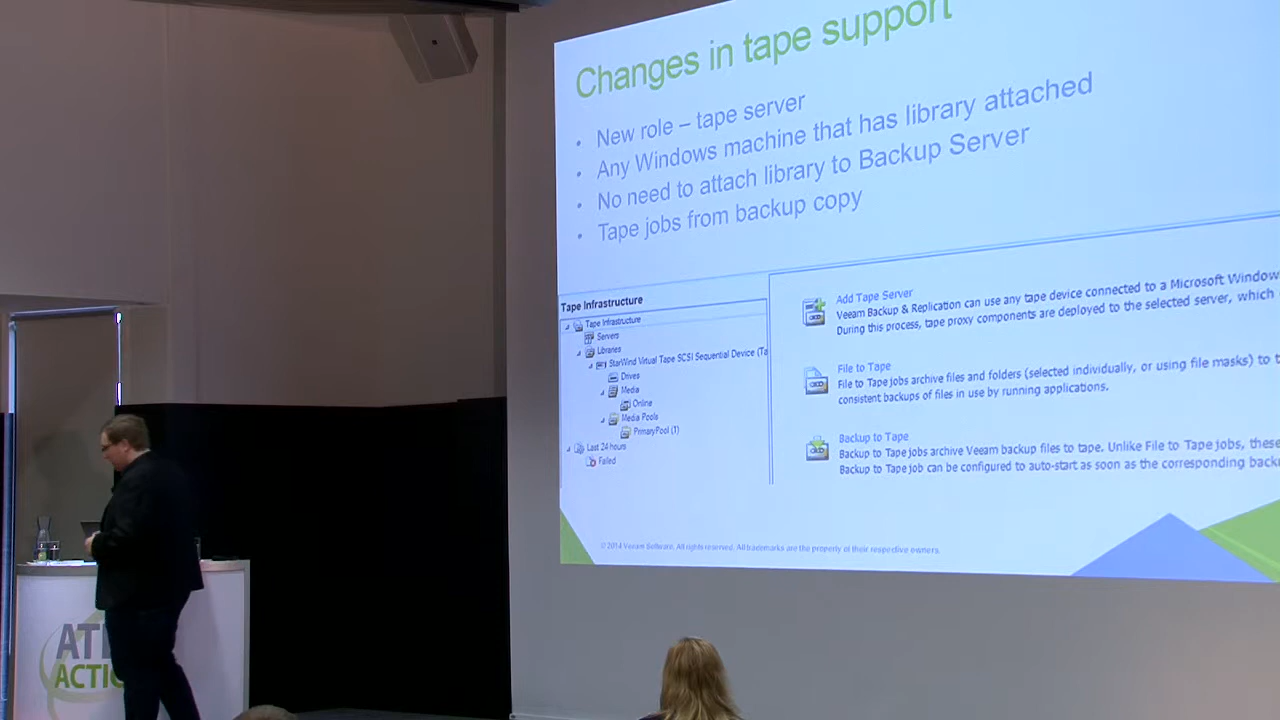 Changes in tape support
• New role – tape server
• Any Windows machine that has library attached
• No need to attach library to Backup Server
• Tape jobs from backup copy
Tape Infrastructure
Tape Infrastructure
Servers
Libraries
StarWind Virtual Tape SCSI Sequential Device (Ta
Drives
Media
Online
Media Pools
PrimaryPool (1)
Last 24 hours
Failed
Add Tape Server
Veeam Backup & Replication can use any tape device connected to a Microsoft Window
During this process, tape proxy components are deployed to the selected server, which
File to Tape
File to Tape jobs archive files and folders (selected individually, or using file masks) to t
consistent backups of files in use by running applications.
Backup to Tape
Backup to Tape jobs archive Veeam backup files to tape. Unlike File to Tape jobs, these
Backup to Tape job can be configured to auto-start as soon as the corresponding backu
© 2014 Veeam Software. All rights reserved. All trademarks are the property of their respective owners.
ATE
ACTIO